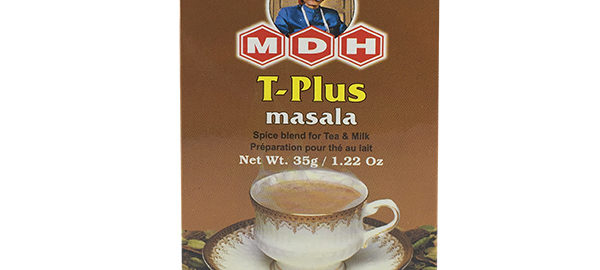 MDH
T-Plus
masala
Spice blend for Tea & Milk
Préparation pour thé au lait
Net Wt. 35g / 1.22 Oz